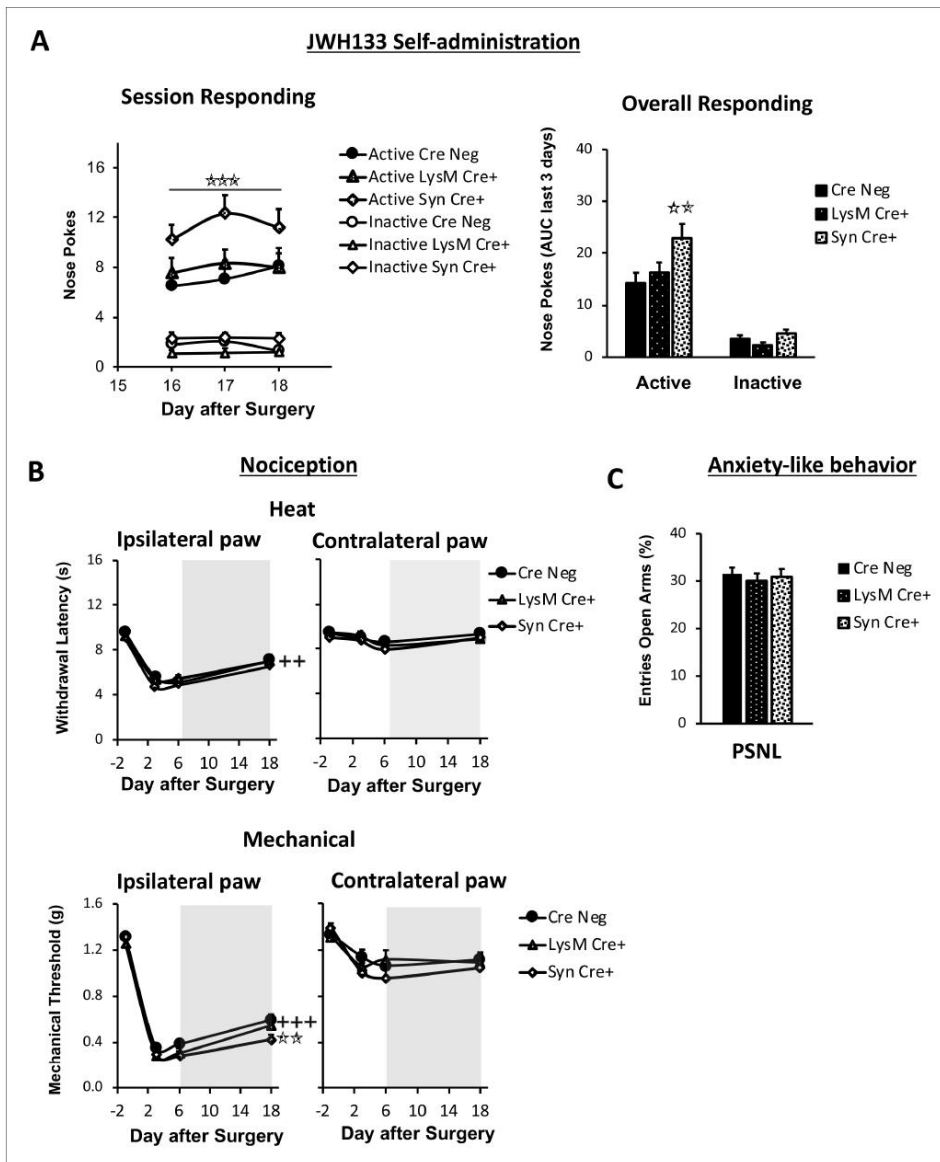 A
JWH133 Self-administration
Session Responding
Overall Responding
Nose Pokes
16
12
8
4
0
☆☆☆
15 16 17 18
Day after Surgery
Active Cre Neg
Active LysM Cre+
Active Syn Cre+
Inactive Cre Neg
Inactive LysM Cre+
Inactive Syn Cre+
Nose Pokes (AUC last 3 days)
40
30
20
10
0
☆☆
Active Inactive
Cre Neg
LysM Cre+
Syn Cre+
B
Nociception
Heat
Ipsilateral paw
Contralateral paw
Withdrawal Latency (s)
16
12
8
4
0
++
-2 2 6 10 14 18
Day after Surgery
-2 2 6 10 14 18
Day after Surgery
Cre Neg
LysM Cre+
Syn Cre+
C
Anxiety-like behavior
Entries Open Arms (%)
40
30
20
10
0
PSNL
Cre Neg
LysM Cre+
Syn Cre+
Mechanical
Ipsilateral paw
Contralateral paw
Mechanical Threshold (g)
1.6
1.2
0.8
0.4
0.0
+++
☆☆
-2 2 6 10 14 18
Day after Surgery
-2 2 6 10 14 18
Day after Surgery
Cre Neg
LysM Cre+
Syn Cre+